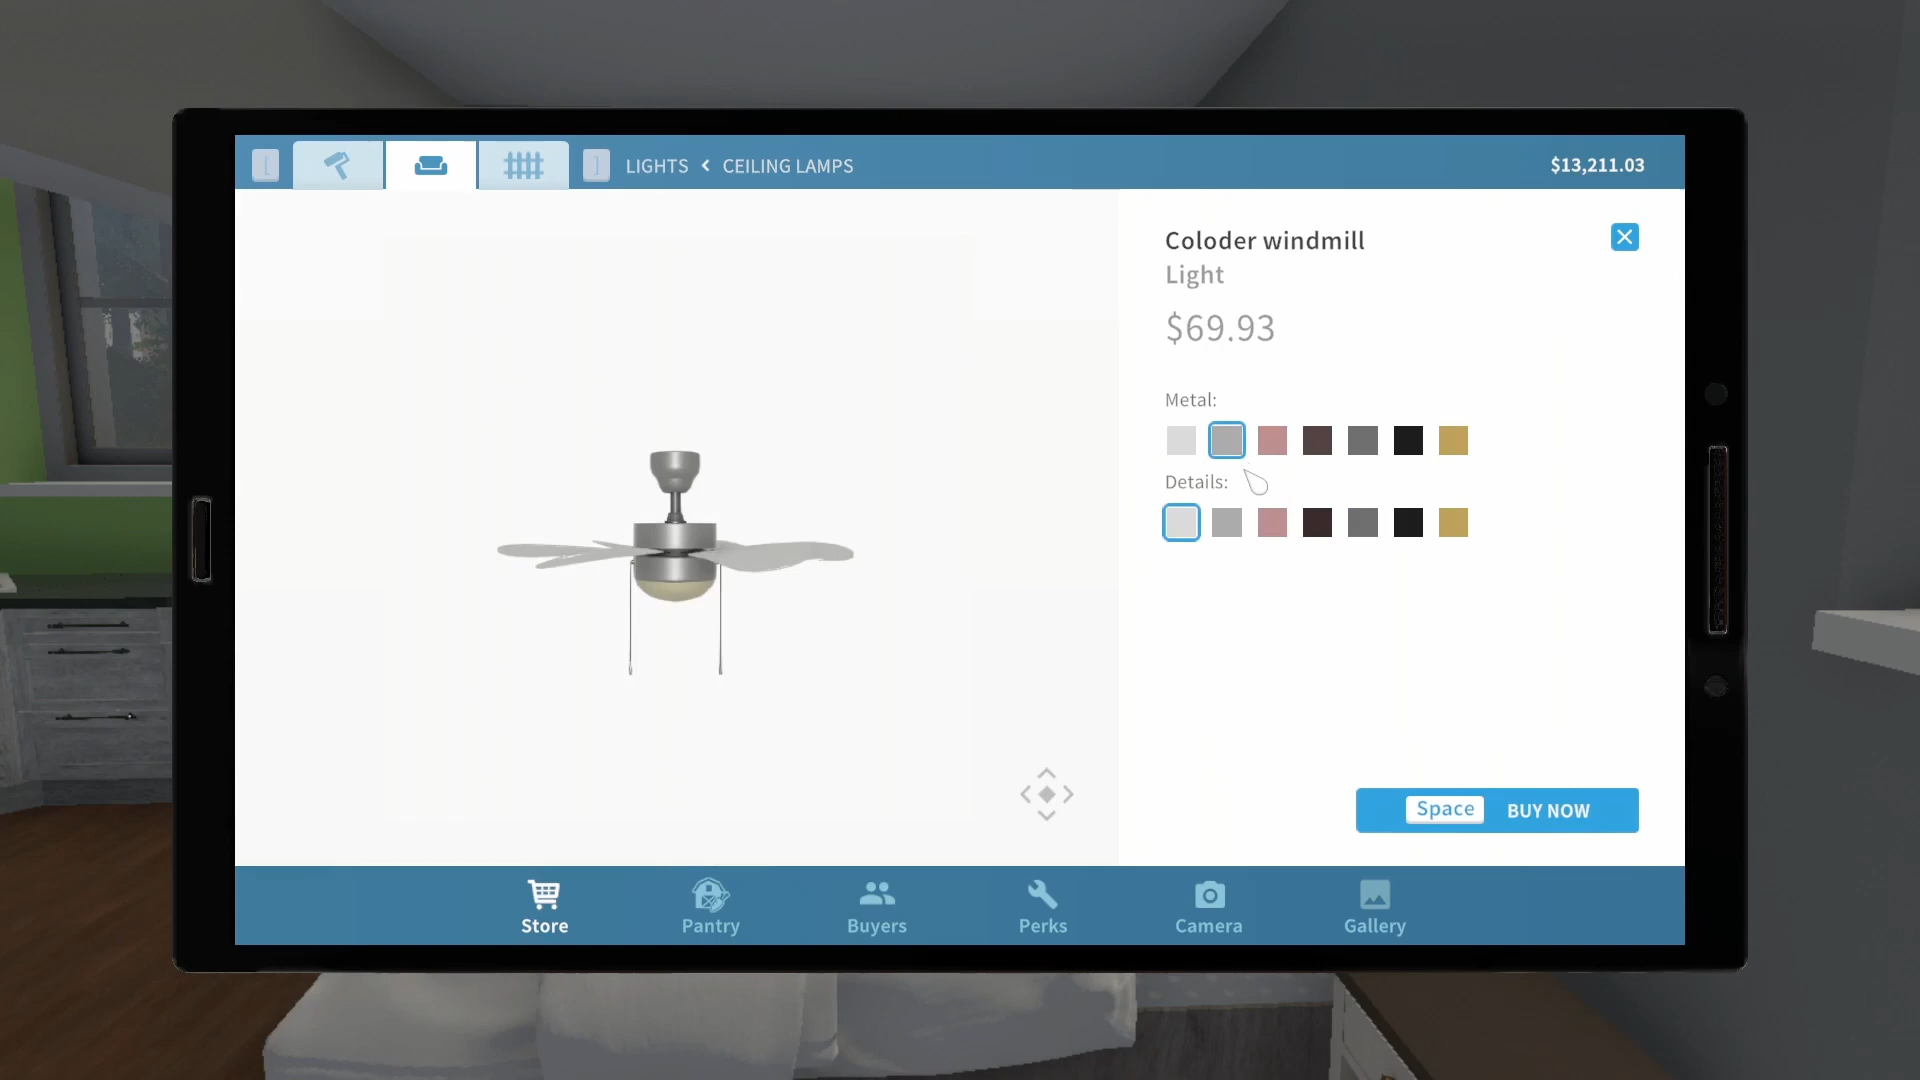 [
]
LIGHTS < CEILING LAMPS
$13,211.03
Coloder windmill
Light
$69.93
Metal:
Details:
Space BUY NOW
Store
Pantry
Buyers
Perks
Camera
Gallery